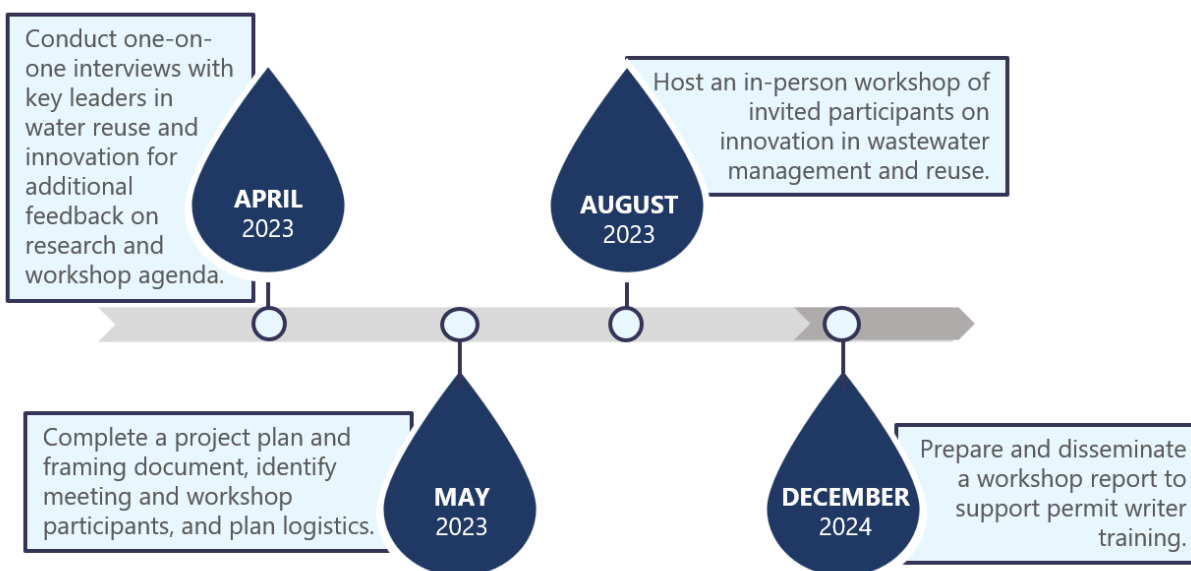 Conduct one-on-
one interviews with
key leaders in
water reuse and
innovation for
additional
feedback on
research and
workshop agenda.
APRIL
2023
Complete a project plan and
framing document, identify
meeting and workshop
participants, and plan logistics.
MAY
2023
AUGUST
2023
Host an in-person workshop of
invited participants on
innovation in wastewater
management and reuse.
DECEMBER
2024
Prepare and disseminate
a workshop report to
support permit writer
training.